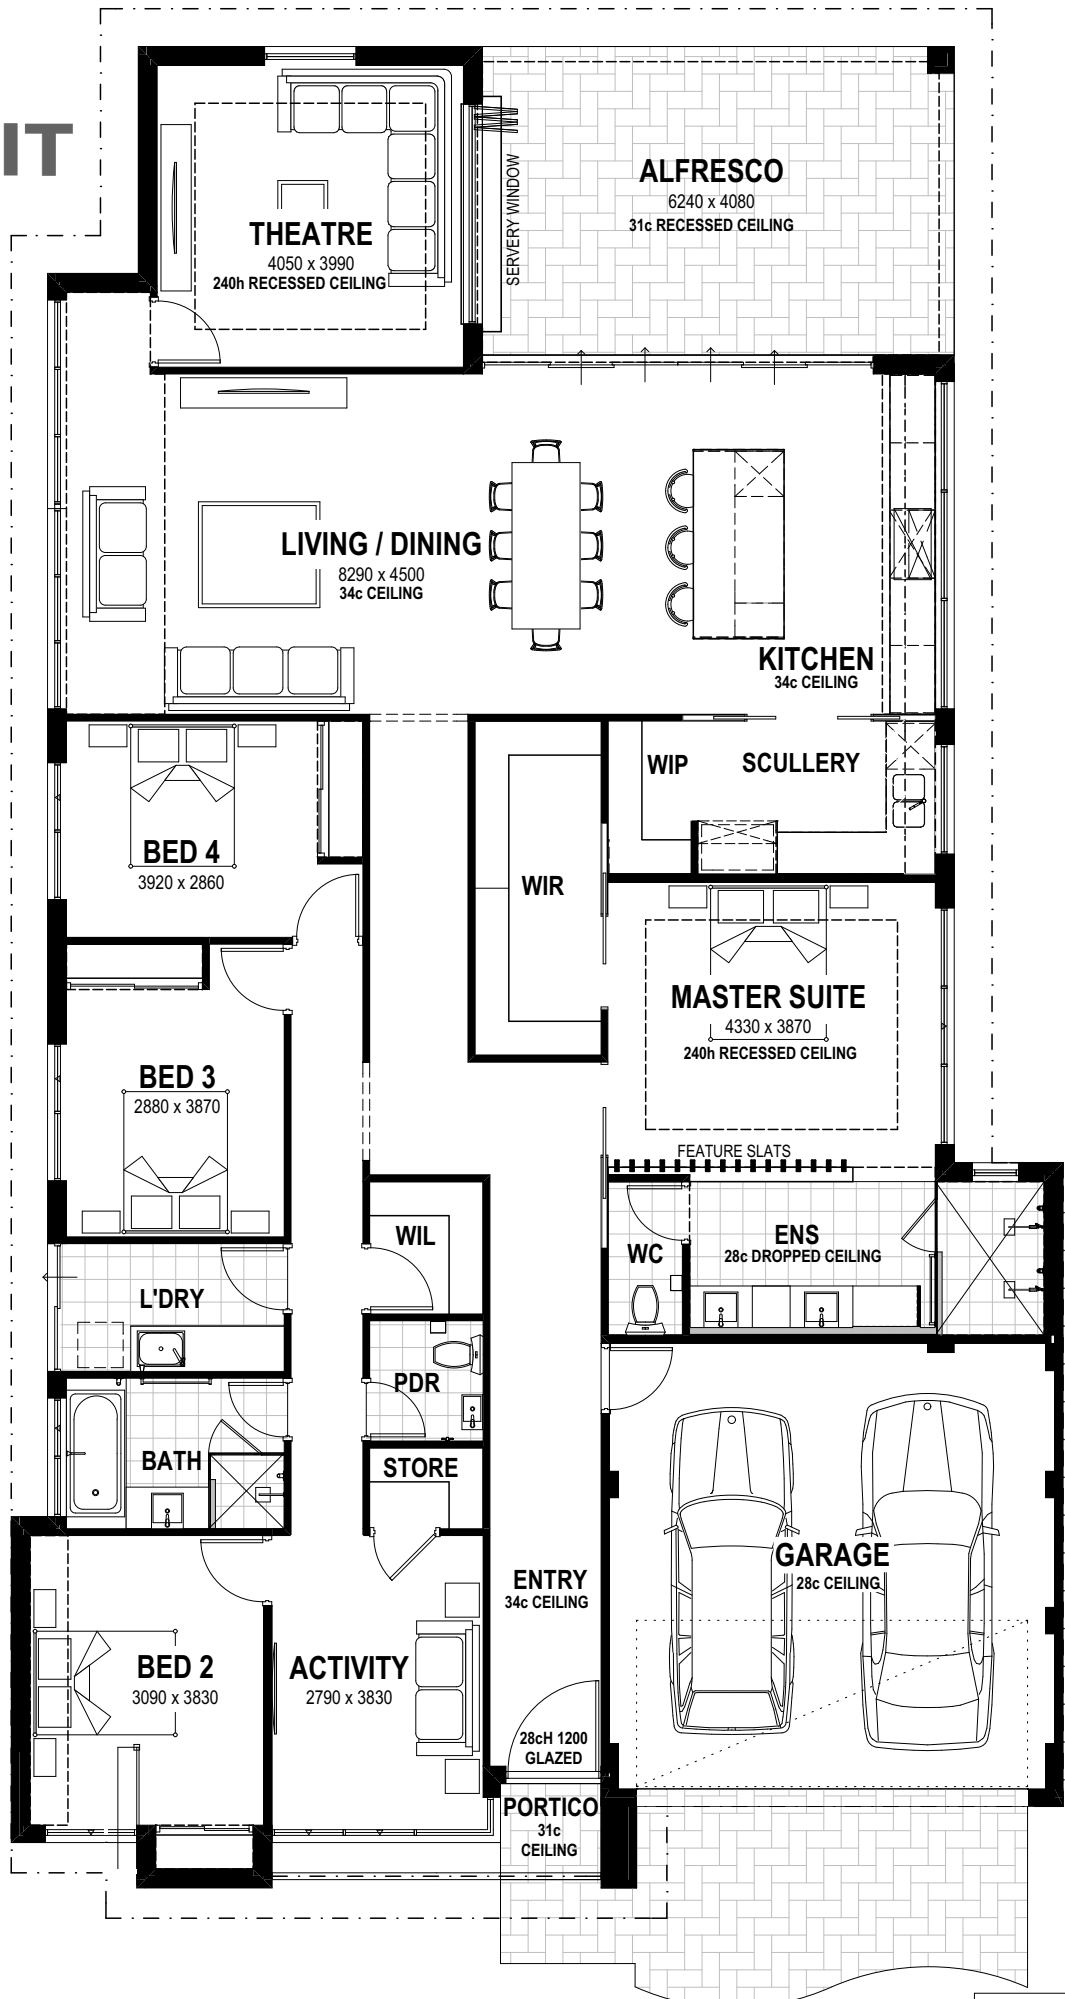 IT
THEATRE
4050 x 3990
240h RECESSED CEILING
SERVERY WINDOW
ALFRESCO
6240 x 4080
31c RECESSED CEILING
LIVING / DINING
8290 x 4500
34c CEILING
KITCHEN
34c CEILING
WIP
SCULLERY
BED 4
3920 x 2860
WIR
MASTER SUITE
4330 x 3870
240h RECESSED CEILING
BED 3
2880 x 3870
FEATURE SLATS
WIL
WC
ENS
28c DROPPED CEILING
L'DRY
PDR
BATH
STORE
ENTRY
34c CEILING
GARAGE
28c CEILING
BED 2
3090 x 3830
ACTIVITY
2790 x 3830
28cH 1200
GLAZED
PORTICO
31c
CEILING